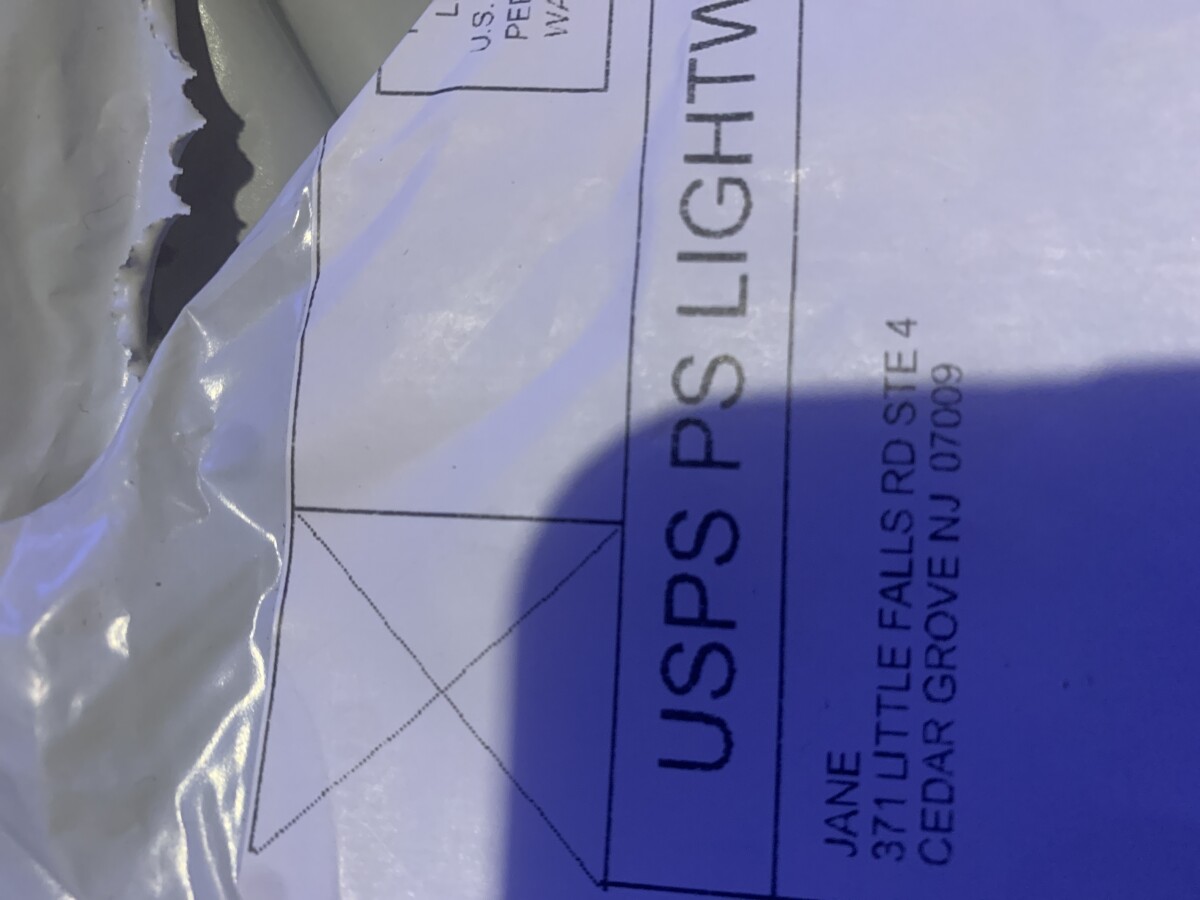 L
U.S.
USPS PS LIGHTW
JANE
371 LITTLE FALLS RD STE 4
CEDAR GROVE NJ 07009